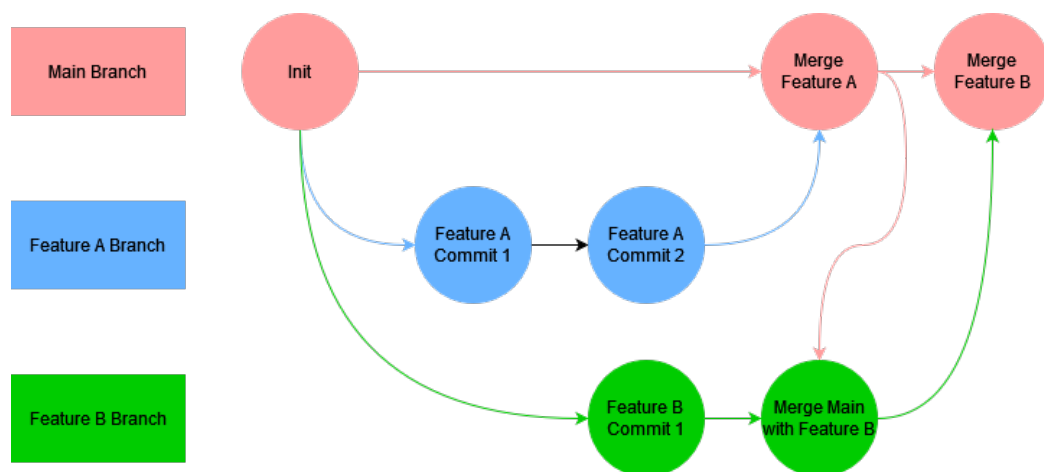 Main Branch
Init
Merge
Feature A
Merge
Feature B
Feature A Branch
Feature A
Commit 1
Feature A
Commit 2
Feature B Branch
Feature B
Commit 1
Merge Main
with Feature B